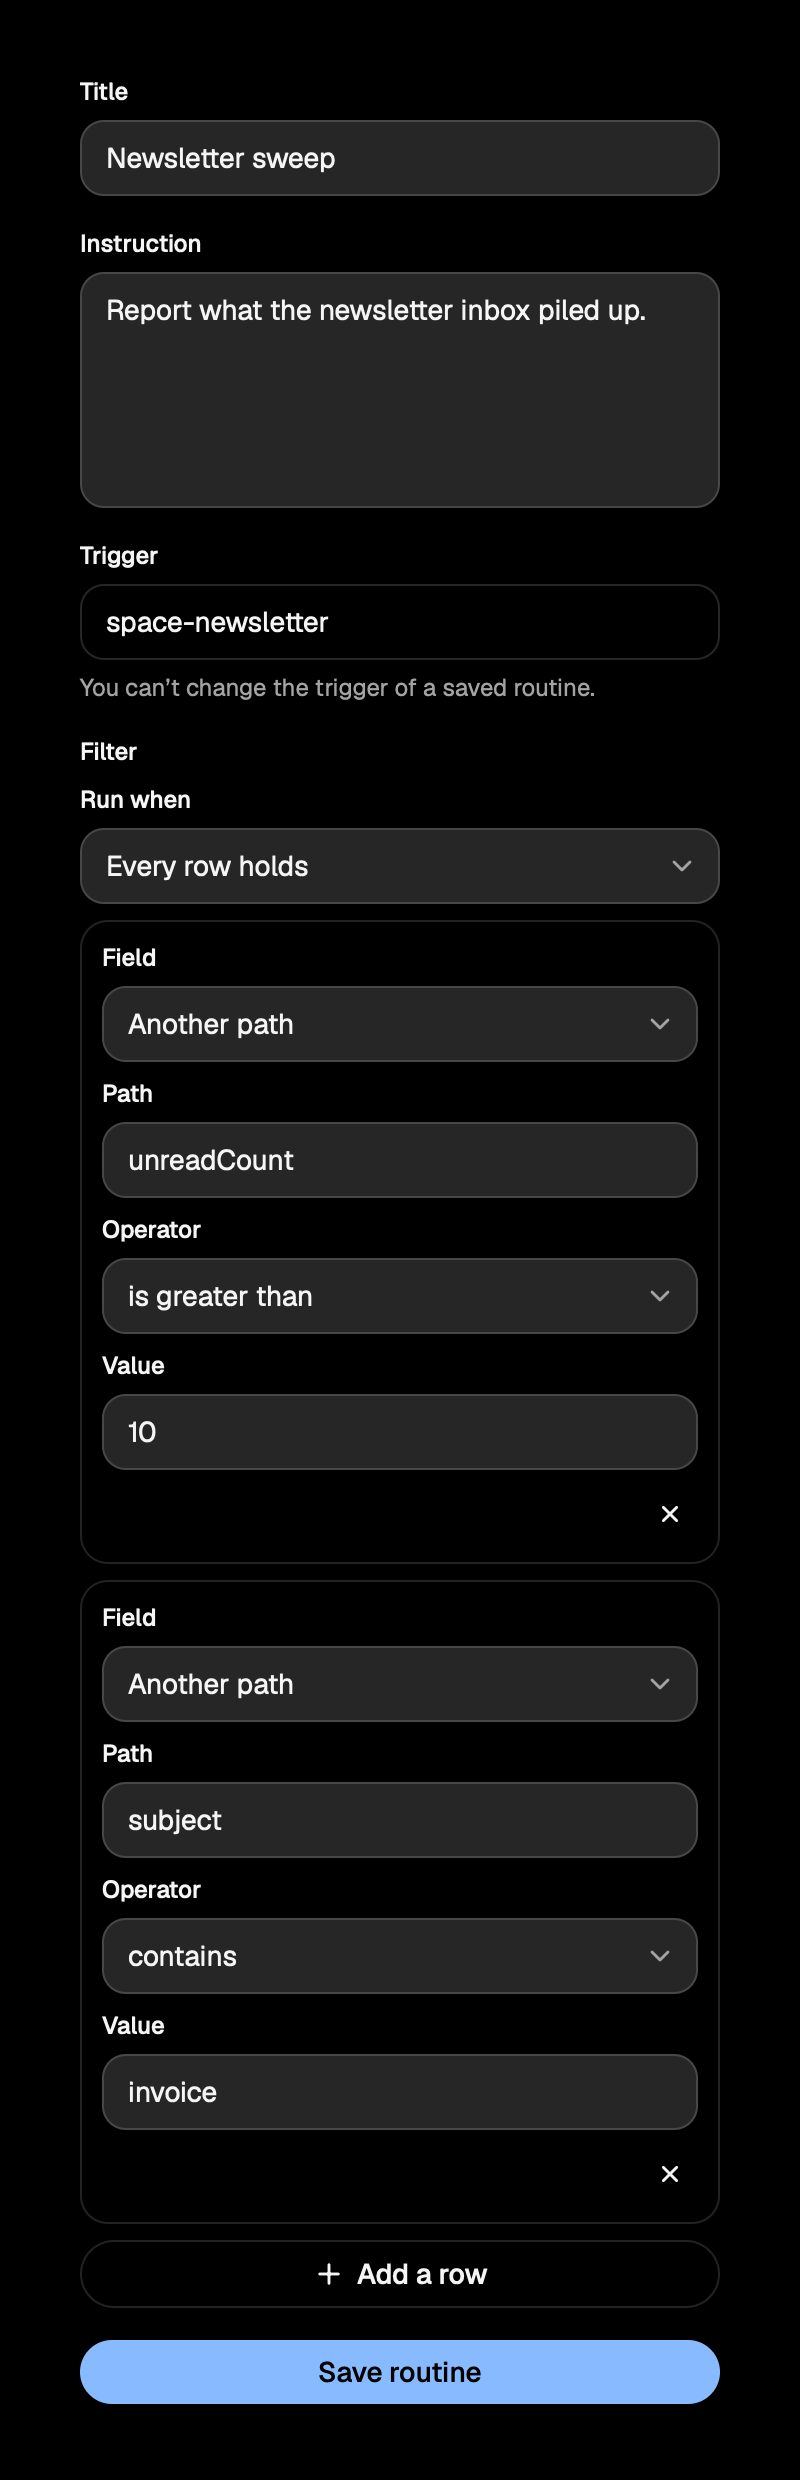 Title
Newsletter sweep
Instruction
Report what the newsletter inbox piled up.
Trigger
space-newsletter
You can’t change the trigger of a saved routine.
Filter
Run when
Every row holds
Field
Another path
Path
unreadCount
Operator
is greater than
Value
10
Field
Another path
Path
subject
Operator
contains
Value
invoice
Add a row
Save routine